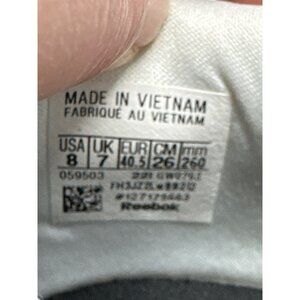 MADE IN VIETNAM
FABRIQUÉ AU VIETNAM
USA UK EUR CM mm
8 7 40.5 26 260
059503
Reebok